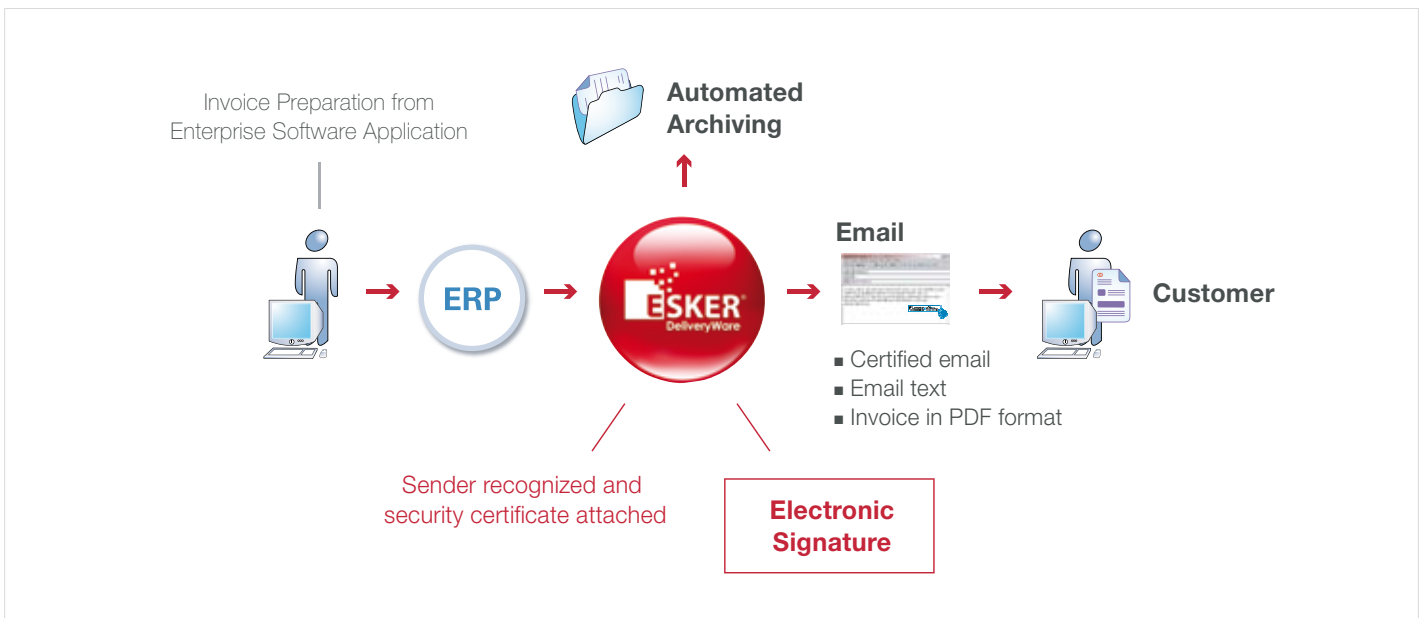 Invoice Preparation from
Enterprise Software Application
Automated
Archiving
ERP
ESKER®
DeliveryWare
Email
■ Certified email
■ Email text
■ Invoice in PDF format
Customer
Sender recognized and
security certificate attached
Electronic
Signature